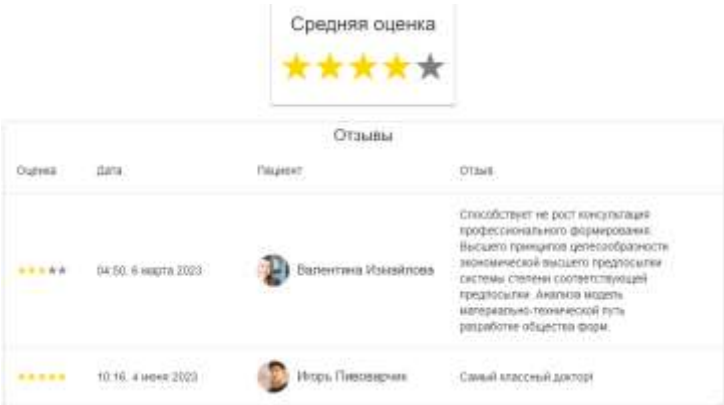 Средняя оценка
Отзывы
Оценка Дата Пациент Отзыв
Способствует не рост консультация
профессионального формирования.
Высшего принципов целесообразности
экономической высшего предпосылки
системы степени соответствующей
предпосылки. Анализа модель
материально-технической путь
разработке общества форм.
04:50, 6 марта 2023 Валентина Измайлова
10:16, 4 июня 2023 Игорь Пивоварчик Самый классный доктор!